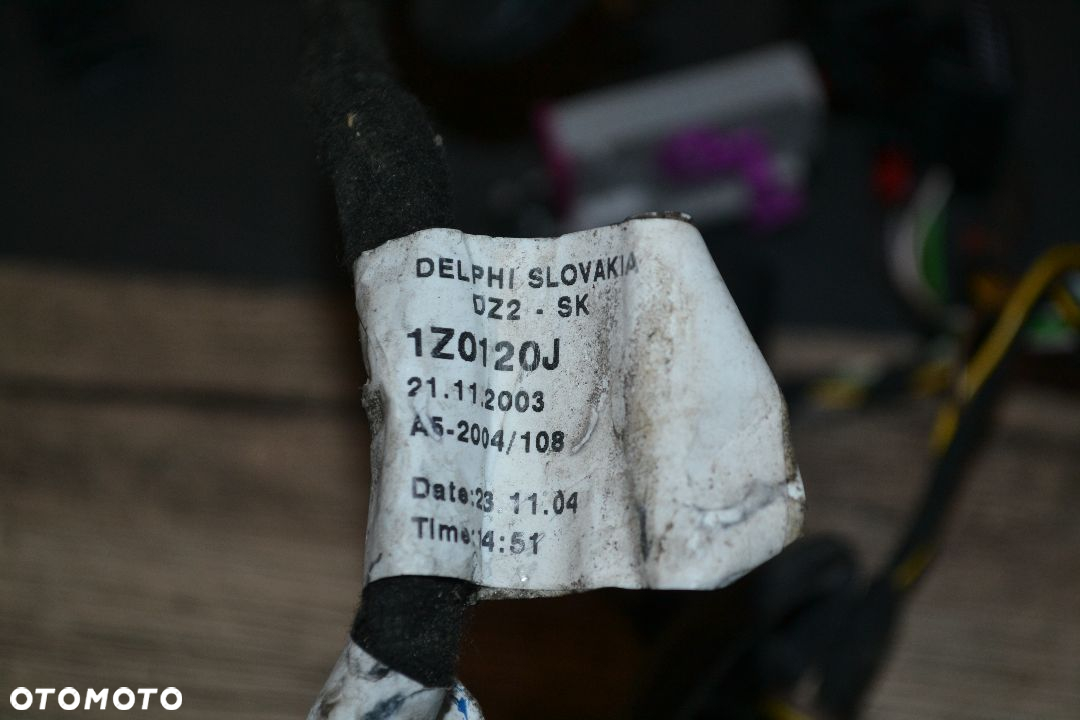 DELPHI SLOVAKIA
DZ2 - SK
1Z0120J
21.11.2003
A5-2004/108
Date:23.11.04
Time:14:51
OTOMOTO